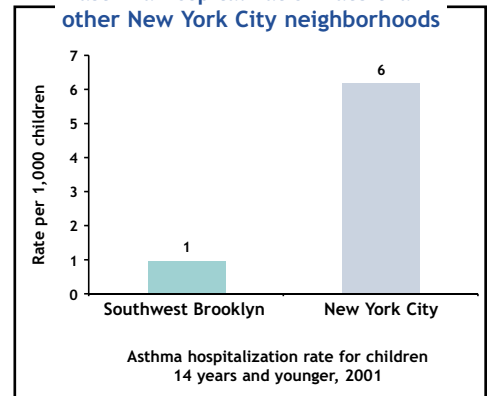 other New York City neighborhoods
7
6
5
4
3
2
1
0
Rate per 1,000 children
1
6
Southwest Brooklyn
New York City
Asthma hospitalization rate for children
14 years and younger, 2001